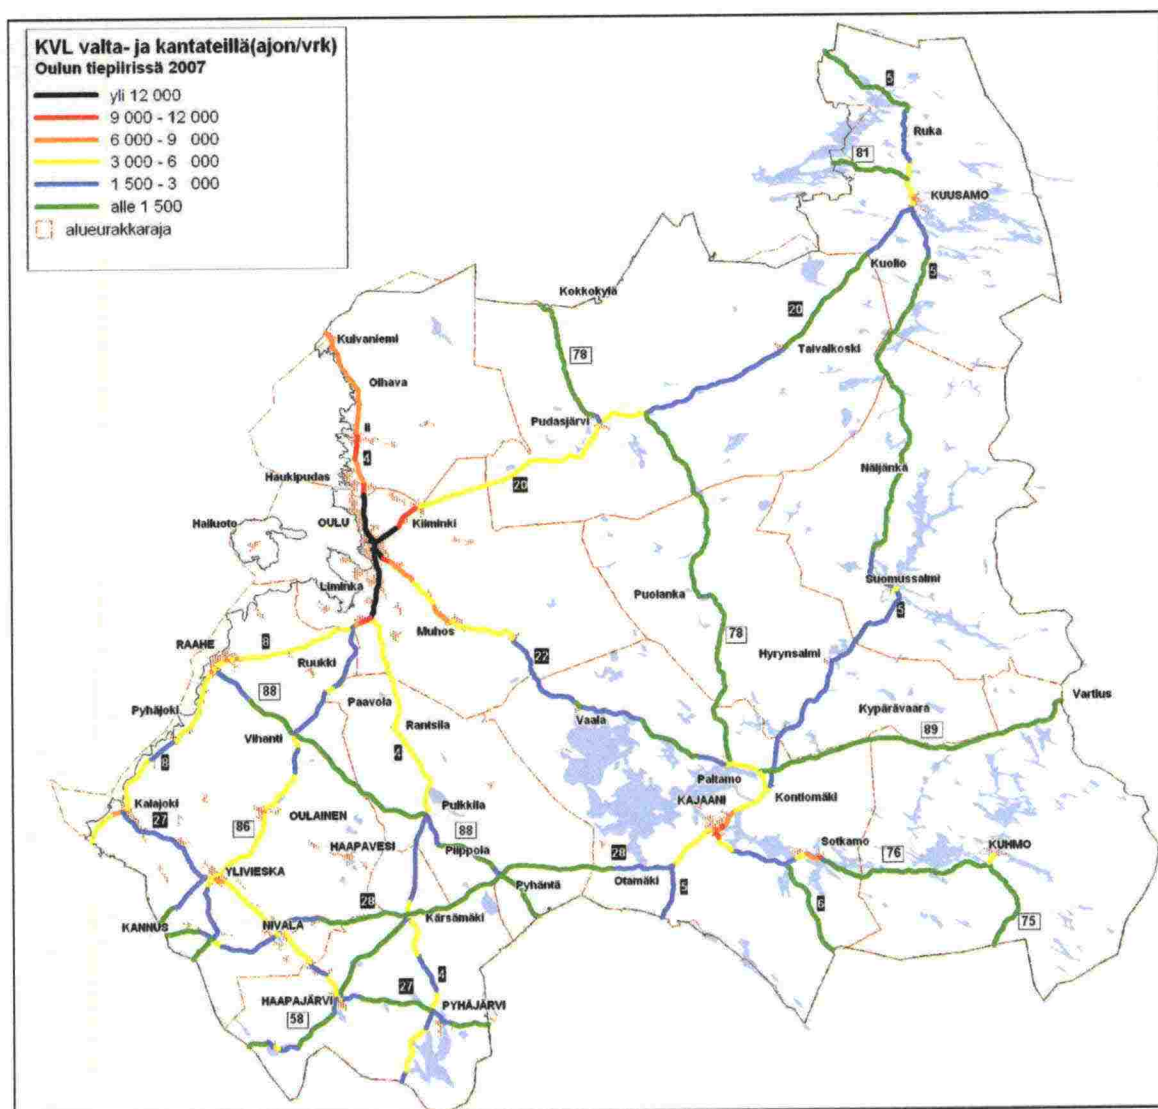 KVL valta- ja kantateillä(ajon/vrk)
Oulun tiepiirissä 2007
yli 12 000
9 000 - 12 000
6 000 - 9 000
3 000 - 6 000
1 500 - 3 000
alle 1 500
alueurakkaraja
5
Ruka
81
KUUSAMO
Kuolio
5
Kokkokylä
20
Kuivaniemi
Taivalkoski
78
Olhava
Pudasjärvi
Ii
4
Näljänkä
Haukipudas
20
Hailuoto
OULU
Kiiminki
Suomussalmi
Liminka
Puolanka
5
Muhos
78
RAAHE
8
22
Hyrynsalmi
Ruukki
Vartius
88
Paavola
Kypärävaara
Pyhäjoki
Vaala
89
Rantsila
Vihanti
4
8
Paltamo
Kontiomäki
Kalajoki
Pulkkila
KAJAANI
27
OULAINEN
86
88
Sotkamo
KUHMO
HAAPAVESI
Piippola
28
76
YLIVIESKA
Otamäki
Pyhäntä
5
28
6
KANNUS
NIVALA
Kärsämäki
75
4
27
HAAPAJÄRVI
PYHÄJÄRVI
58